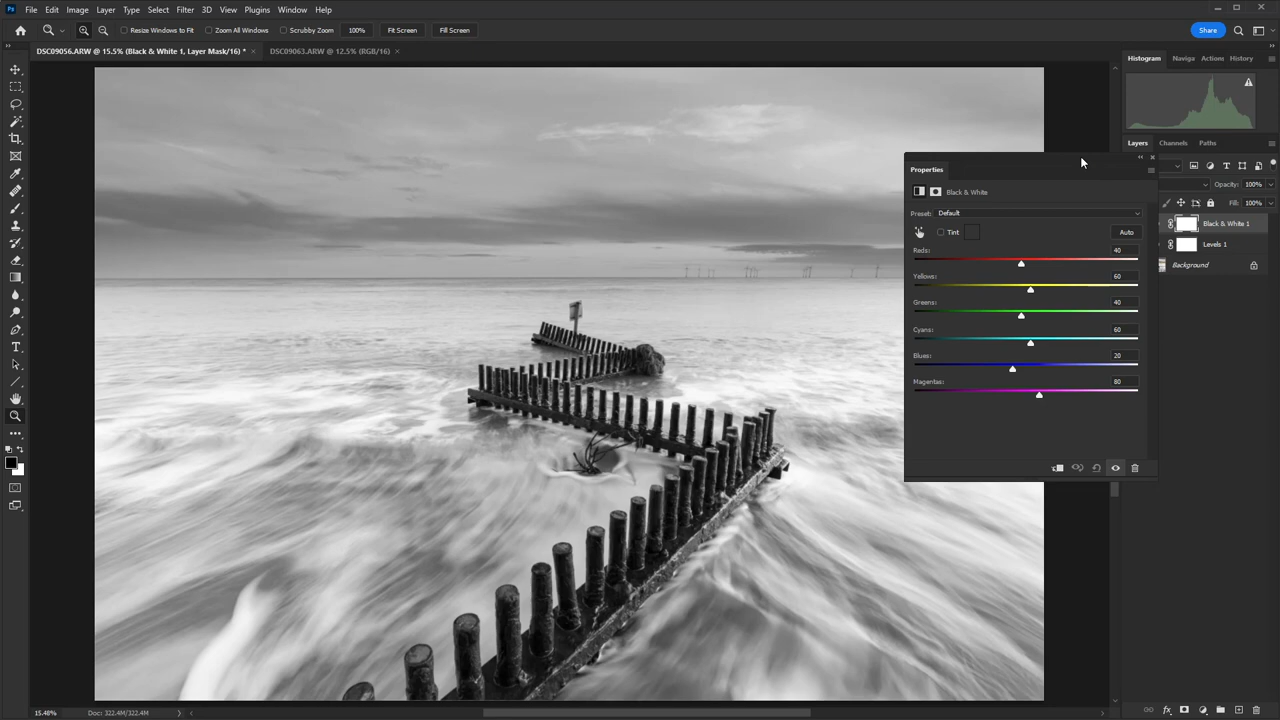 Ps File Edit Image Layer Type Select Filter 3D View Plugins Window Help
Resize Windows to Fit Zoom All Windows Scrubby Zoom 100% Fit Screen Fill Screen Share
DSC09056.ARW @ 15.5% (Black & White 1, Layer Mask/16) * × DSC09063.ARW @ 12.5% (RGB/16) ×
Histogram Naviga Actions History
Layers Channels Paths
Properties
Opacity: 100%
Black & White
Fill: 100%
Preset: Default
Black & White 1
Tint Auto
Levels 1
Reds: 40
Background
Yellows: 60
Greens: 40
Cyans: 60
Blues: 20
Magentas: 80
15.48% Doc: 322.4M/322.4M